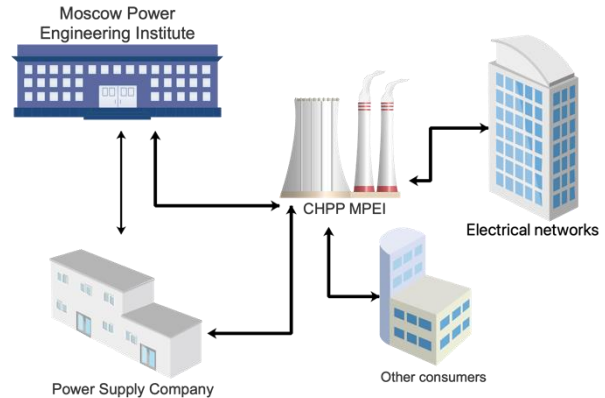 Moscow Power
Engineering Institute
CHPP MPEI
Electrical networks
Other consumers
Power Supply Company